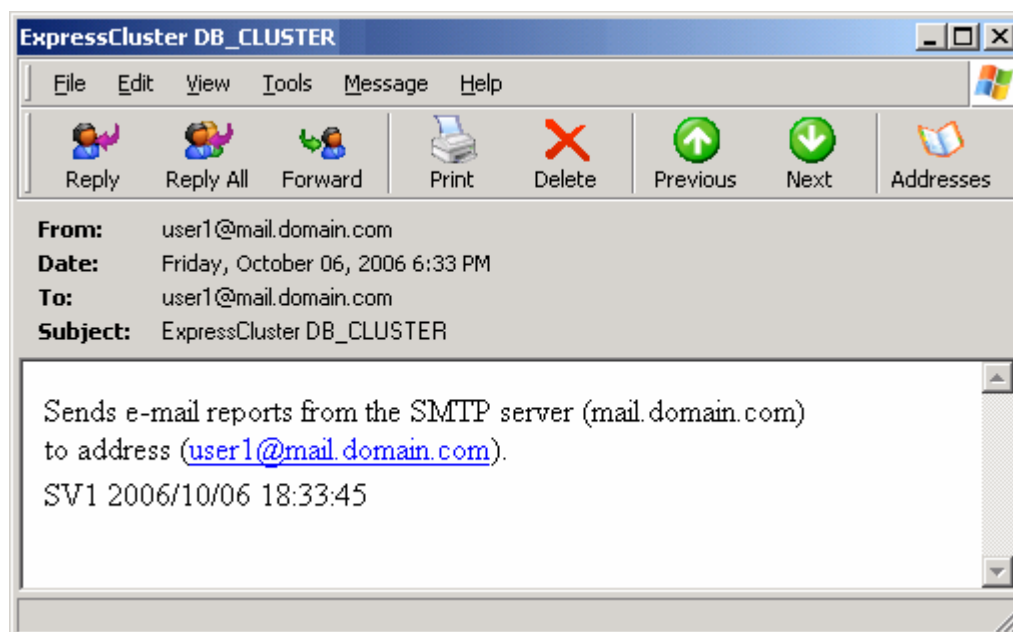 ExpressCluster DB_CLUSTER
File Edit View Tools Message Help
Reply Reply All Forward Print Delete Previous Next Addresses
From: user1@mail.domain.com
Date: Friday, October 06, 2006 6:33 PM
To: user1@mail.domain.com
Subject: ExpressCluster DB_CLUSTER
Sends e-mail reports from the SMTP server (mail.domain.com)
to address (user1@mail.domain.com).
SV1 2006/10/06 18:33:45